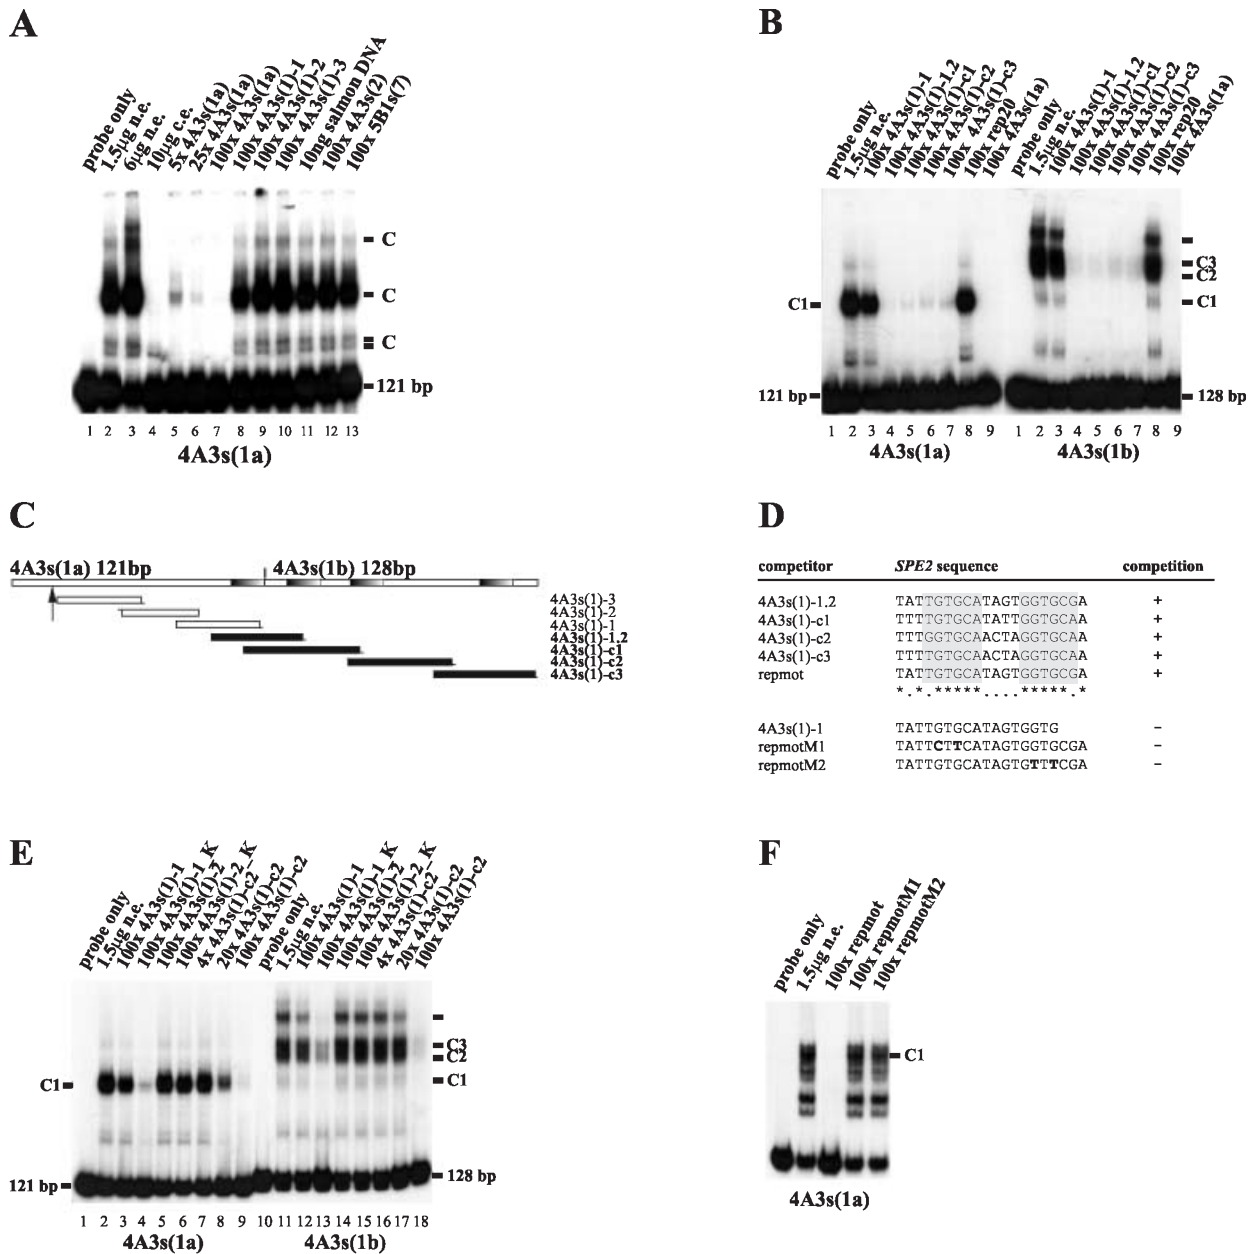 A
probe only
1.5µg n.e.
6µg n.e.
10µg c.e.
5x 4A3s(1a)
25x 4A3s(1a)
100x 4A3s(1a)
100x 4A3s(1)-1
100x 4A3s(1)-2
100x 4A3s(1)-3
10mg salmon DNA
100x 4A3s(2)
100x 5B1s(7)
C
C
C
121 bp
1 2 3 4 5 6 7 8 9 10 11 12 13
4A3s(1a)
B
probe only
1.5µg n.e.
100x 4A3s(1)-1
100x 4A3s(1)-1.2
100x 4A3s(1)-c1
100x 4A3s(1)-c2
100x 4A3s(1)-c3
100x rep20
100x 4A3s(1a)
probe only
1.5µg n.e.
100x 4A3s(1)-1
100x 4A3s(1)-1.2
100x 4A3s(1)-c1
100x 4A3s(1)-c2
100x 4A3s(1)-c3
100x rep20
100x 4A3s(1a)
C1
C3
C2
C1
121 bp
128 bp
1 2 3 4 5 6 7 8 9 1 2 3 4 5 6 7 8 9
4A3s(1a) 4A3s(1b)
C
4A3s(1a) 121bp 4A3s(1b) 128bp
4A3s(1)-3
4A3s(1)-2
4A3s(1)-1
4A3s(1)-1.2
4A3s(1)-c1
4A3s(1)-c2
4A3s(1)-c3
D
competitor SPE2 sequence competition
4A3s(1)-1.2 TATTGTGCATAGTGGTGCGA +
4A3s(1)-c1 TTTTGTGCATATTGGTGCAA +
4A3s(1)-c2 TTTGGTGCAACTAGGTGCAA +
4A3s(1)-c3 TTTTGTGCAACTAGGTGCAA +
repmot TATTGTGCATAGTGGTGCGA +
*.*.*****....*****.*
4A3s(1)-1 TATTGTGCATAGTGGTG –
repmotM1 TATTCTTCATAGTGGTGCGA –
repmotM2 TATTGTGCATAGTGTTTCGA –
E
probe only
1.5µg n.e.
100x 4A3s(1)-1
100x 4A3s(1)-1_K
100x 4A3s(1)-2
100x 4A3s(1)-2_K
4x 4A3s(1)-c2
20x 4A3s(1)-c2
100x 4A3s(1)-c2
probe only
1.5µg n.e.
100x 4A3s(1)-1
100x 4A3s(1)-1_K
100x 4A3s(1)-2
100x 4A3s(1)-2_K
4x 4A3s(1)-c2
20x 4A3s(1)-c2
100x 4A3s(1)-c2
C1
C3
C2
C1
121 bp
128 bp
1 2 3 4 5 6 7 8 9 10 11 12 13 14 15 16 17 18
4A3s(1a) 4A3s(1b)
F
probe only
1.5µg n.e.
100x repmot
100x repmotM1
100x repmotM2
C1
4A3s(1a)